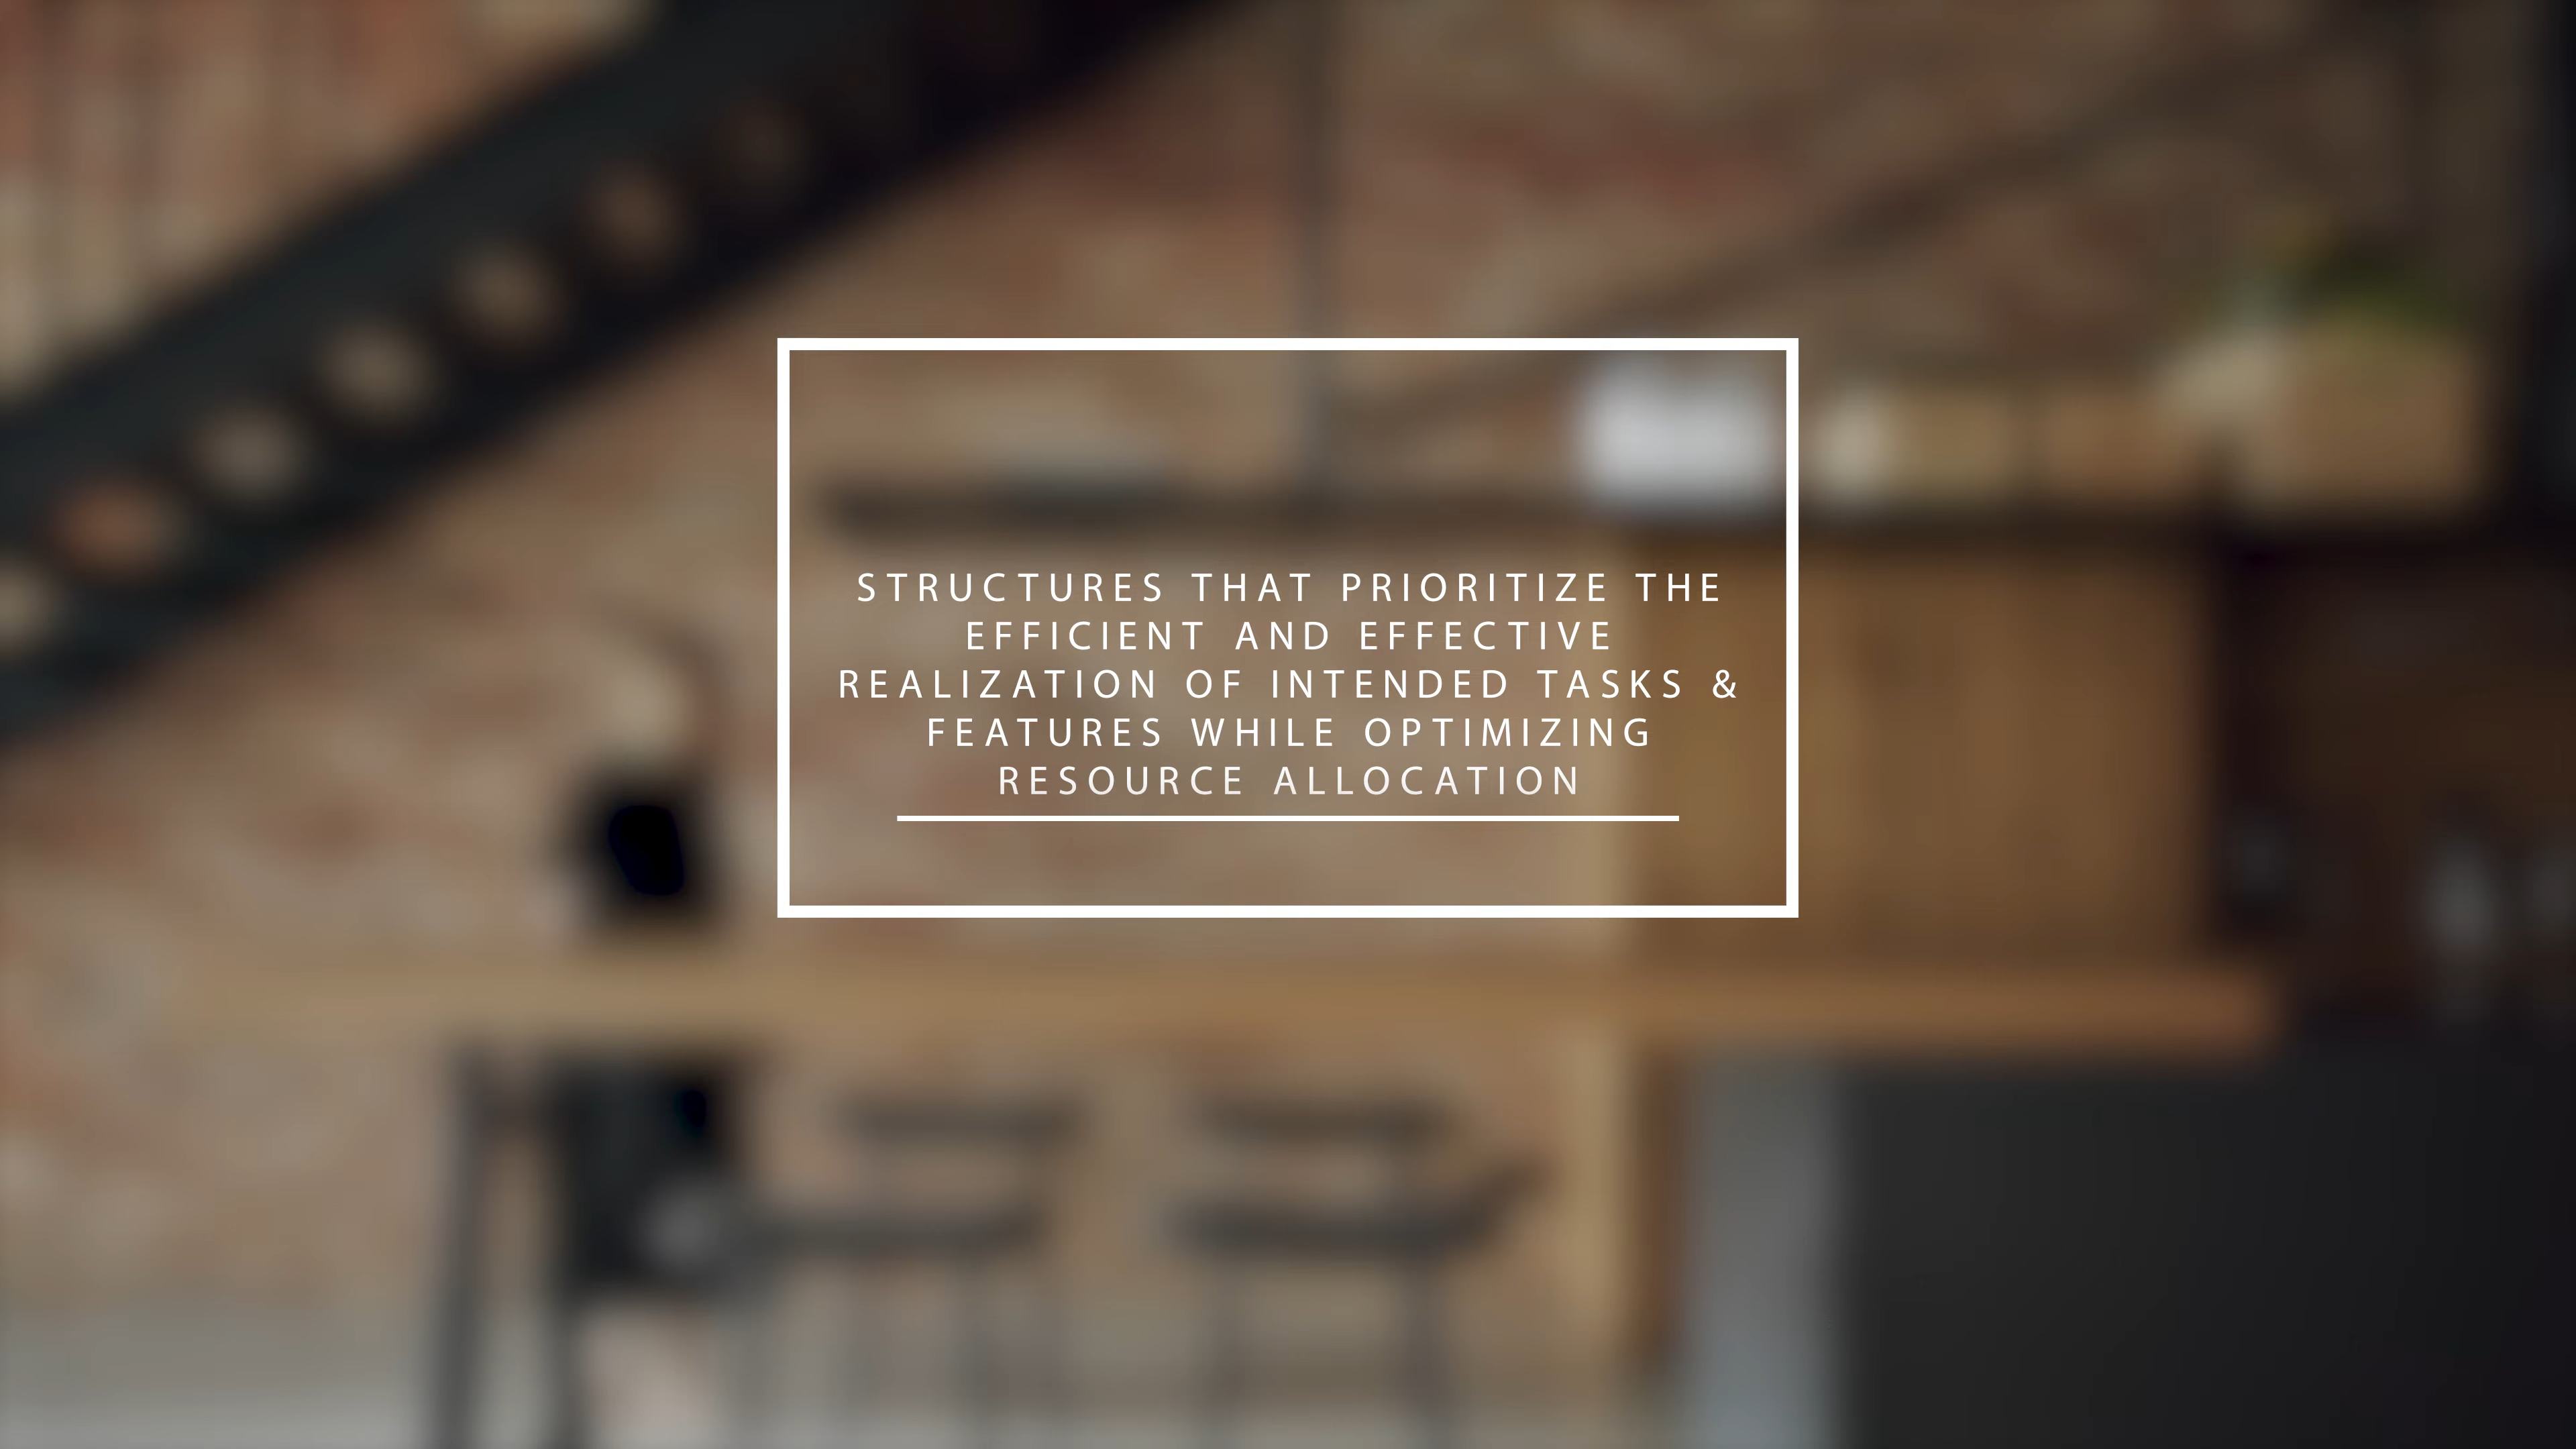 STRUCTURES THAT PRIORITIZE THE
EFFICIENT AND EFFECTIVE
REALIZATION OF INTENDED TASKS &
FEATURES WHILE OPTIMIZING
RESOURCE ALLOCATION